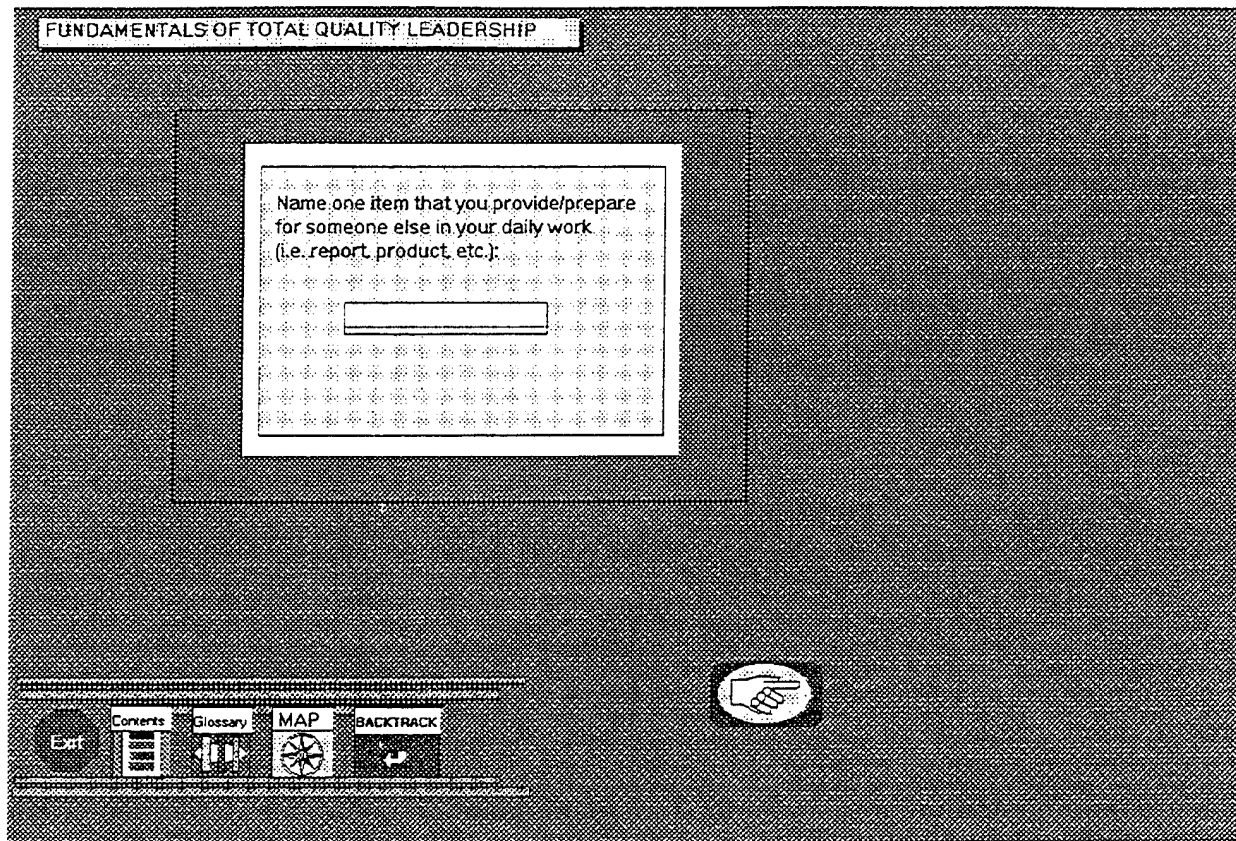 FUNDAMENTALS OF TOTAL QUALITY LEADERSHIP
Name one item that you provide/prepare
for someone else in your daily work
(i.e. report, product, etc.):
Exit
Contents
Glossary
MAP
BACKTRACK